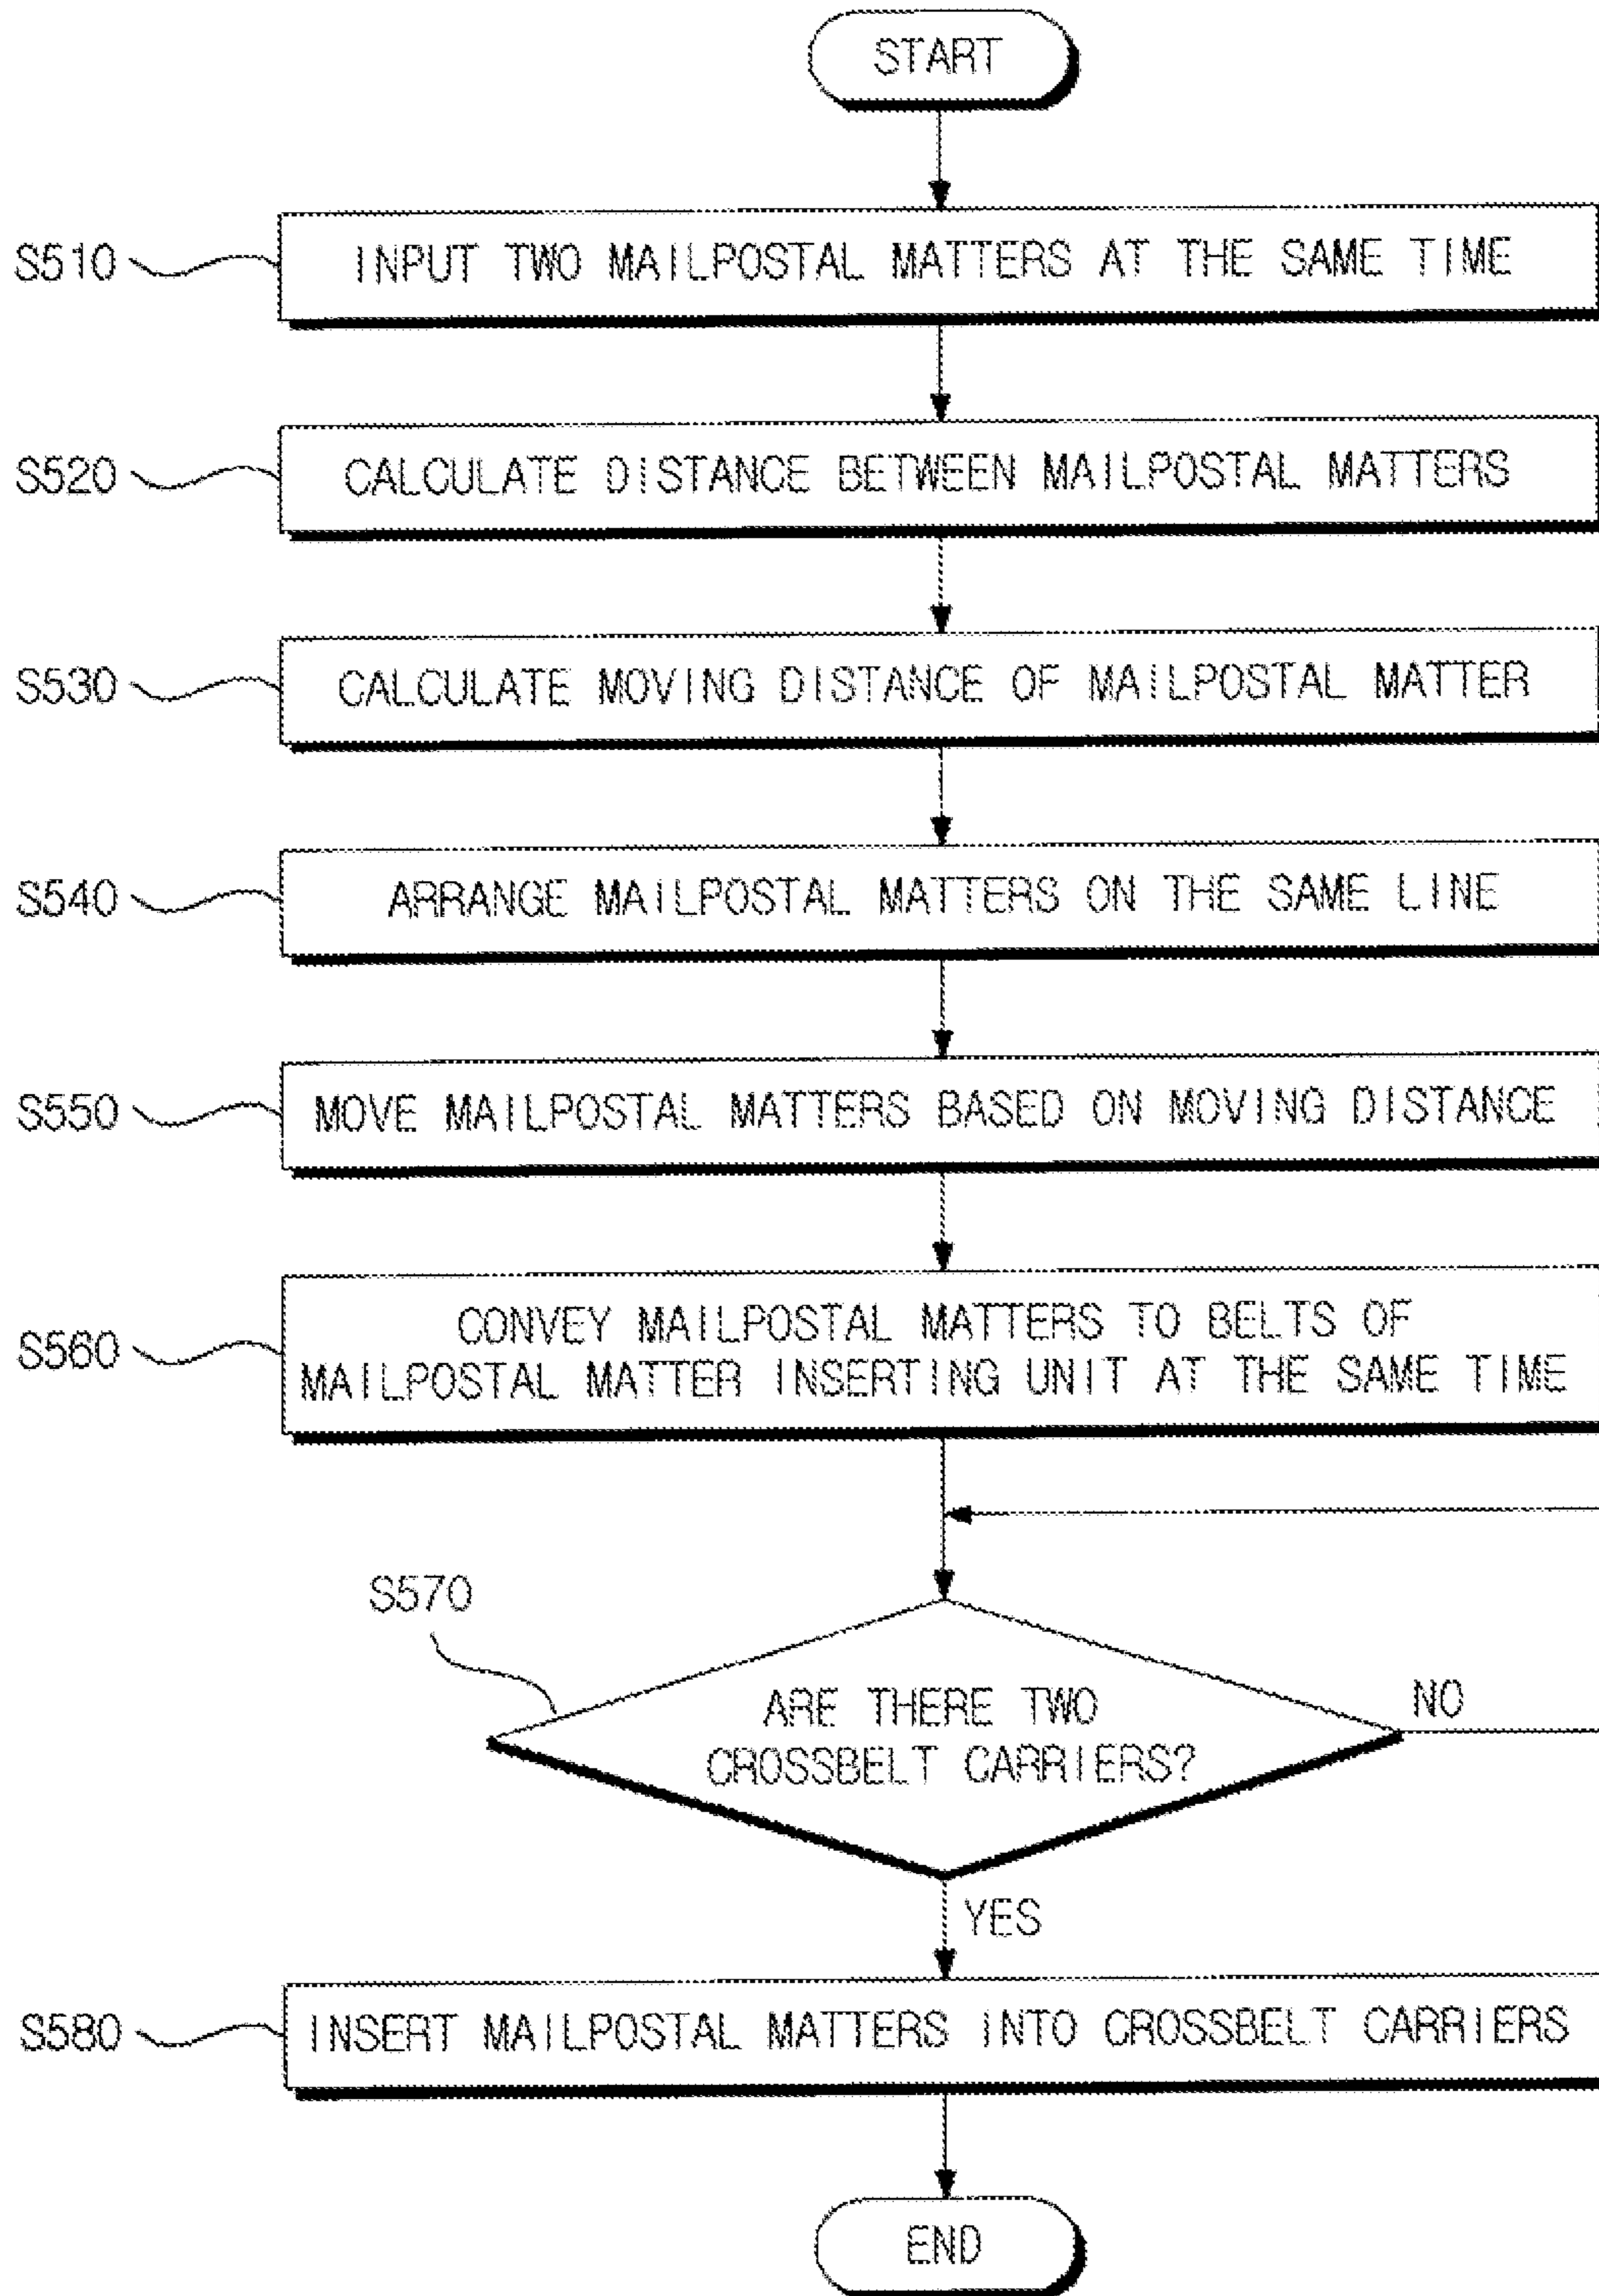 START
S510
INPUT TWO MAILPOSTAL MATTERS AT THE SAME TIME
S520
CALCULATE DISTANCE BETWEEN MAILPOSTAL MATTERS
S530
CALCULATE MOVING DISTANCE OF MAILPOSTAL MATTER
S540
ARRANGE MAILPOSTAL MATTERS ON THE SAME LINE
S550
MOVE MAILPOSTAL MATTERS BASED ON MOVING DISTANCE
S560
CONVEY MAILPOSTAL MATTERS TO BELTS OF
MAILPOSTAL MATTER INSERTING UNIT AT THE SAME TIME
S570
ARE THERE TWO
CROSSBELT CARRIERS?
NO
YES
S580
INSERT MAILPOSTAL MATTERS INTO CROSSBELT CARRIERS
END